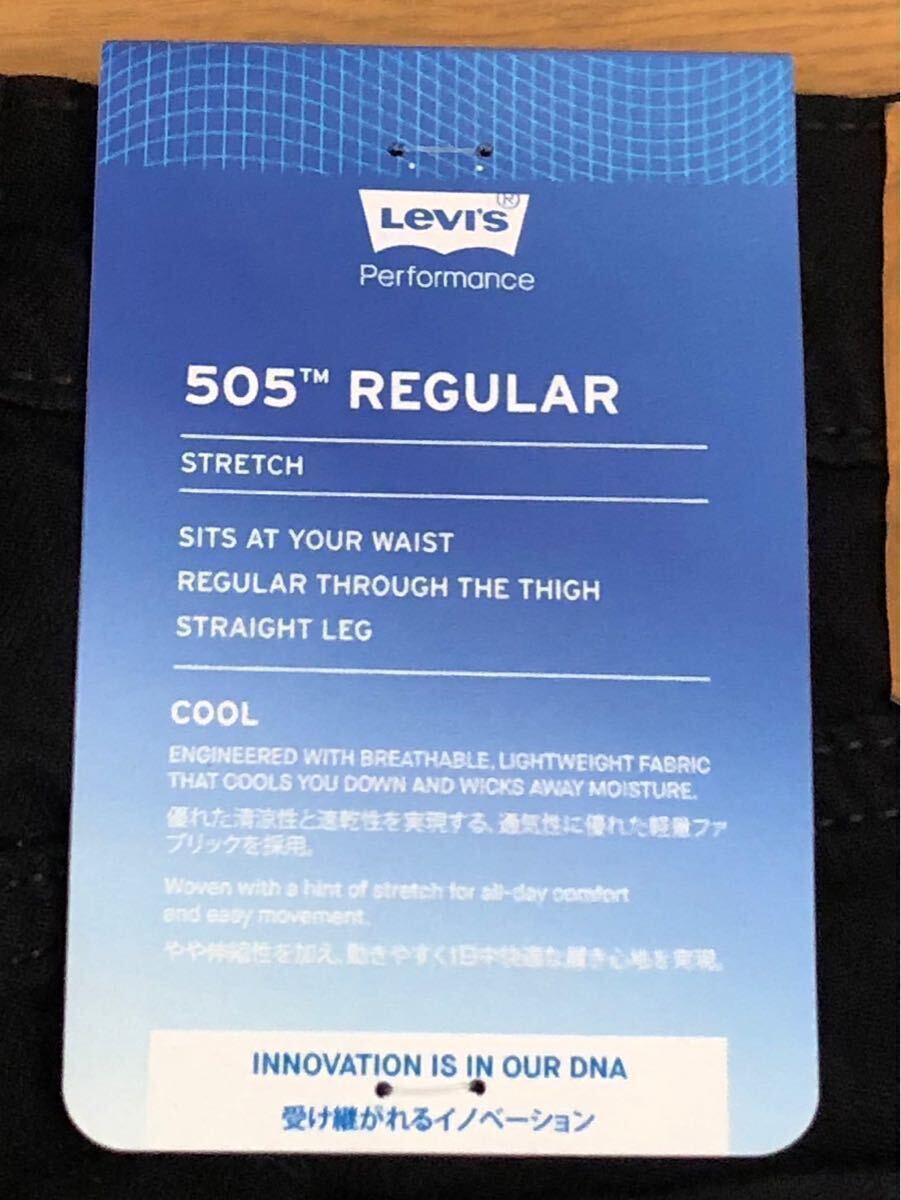 Levi's®
Performance
505™ REGULAR
STRETCH
SITS AT YOUR WAIST
REGULAR THROUGH THE THIGH
STRAIGHT LEG
COOL
ENGINEERED WITH BREATHABLE, LIGHTWEIGHT FABRIC
THAT COOLS YOU DOWN AND WICKS AWAY MOISTURE.
優れた清涼性と速乾性を実現する、通気性に優れた軽量ファ
ブリックを採用。
Woven with a hint of stretch for all-day comfort
and easy movement.
やや伸縮性を加え、動きやすく1日中快適な履き心地を実現。
INNOVATION IS IN OUR DNA
受け継がれるイノベーション